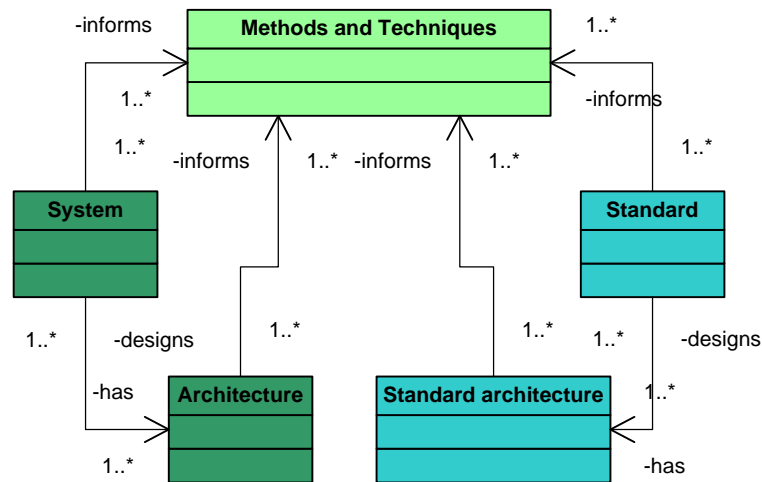 -informs
Methods and Techniques
1..*
1..*
-informs
1..*
1..*
-informs
1..*
-informs
1..*
System
Standard
1..*
1..*
1..*
-designs
1..*
-designs
-has
Architecture
Standard architecture
1..*
1..*
-has